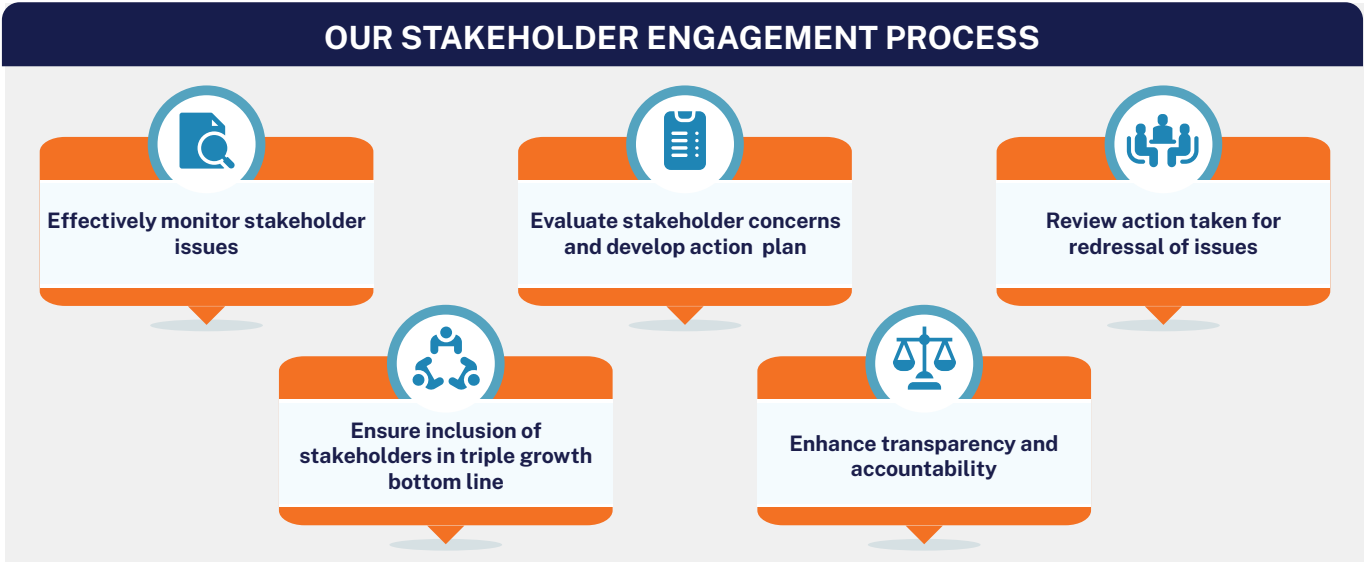 OUR STAKEHOLDER ENGAGEMENT PROCESS
Effectively monitor stakeholder
issues
Evaluate stakeholder concerns
and develop action  plan
Review action taken for
redressal of issues
Ensure inclusion of
stakeholders in triple growth
bottom line
Enhance transparency and
accountability